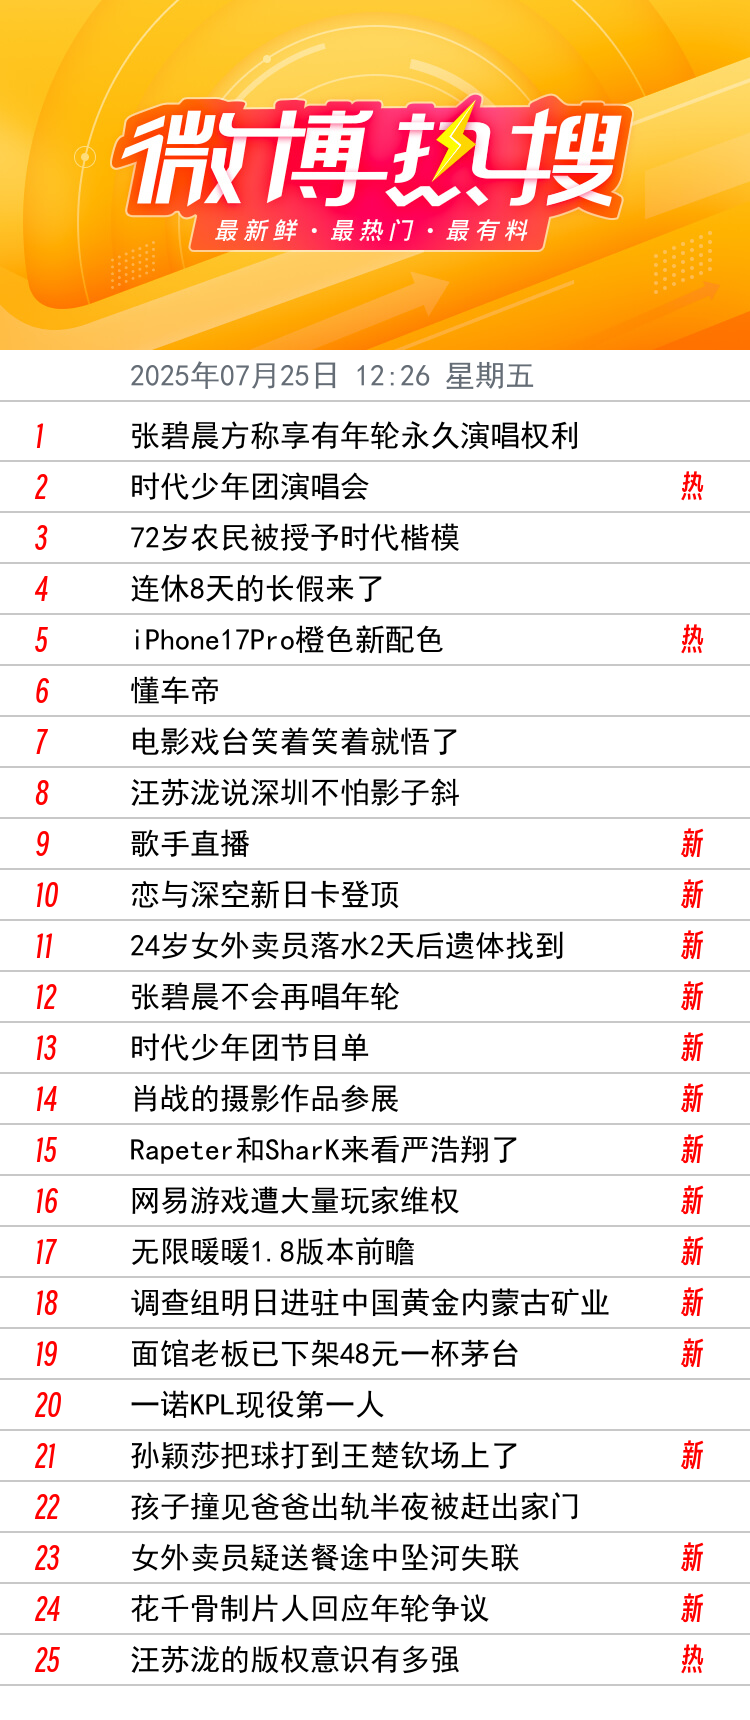 微博热搜
最新鲜·最热门·最有料
2025年07月25日 12:26 星期五
1 张碧晨方称享有年轮永久演唱权利
2 时代少年团演唱会 热
3 72岁农民被授予时代楷模
4 连休8天的长假来了
5 iPhone17Pro橙色新配色 热
6 懂车帝
7 电影戏台笑着笑着就悟了
8 汪苏泷说深圳不怕影子斜
9 歌手直播 新
10 恋与深空新日卡登顶 新
11 24岁女外卖员落水2天后遗体找到 新
12 张碧晨不会再唱年轮 新
13 时代少年团节目单 新
14 肖战的摄影作品参展 新
15 Rapeter和SharK来看严浩翔了 新
16 网易游戏遭大量玩家维权 新
17 无限暖暖1.8版本前瞻 新
18 调查组明日进驻中国黄金内蒙古矿业 新
19 面馆老板已下架48元一杯茅台 新
20 一诺KPL现役第一人
21 孙颖莎把球打到王楚钦场上了 新
22 孩子撞见爸爸出轨半夜被赶出家门
23 女外卖员疑送餐途中坠河失联 新
24 花千骨制片人回应年轮争议 新
25 汪苏泷的版权意识有多强 热